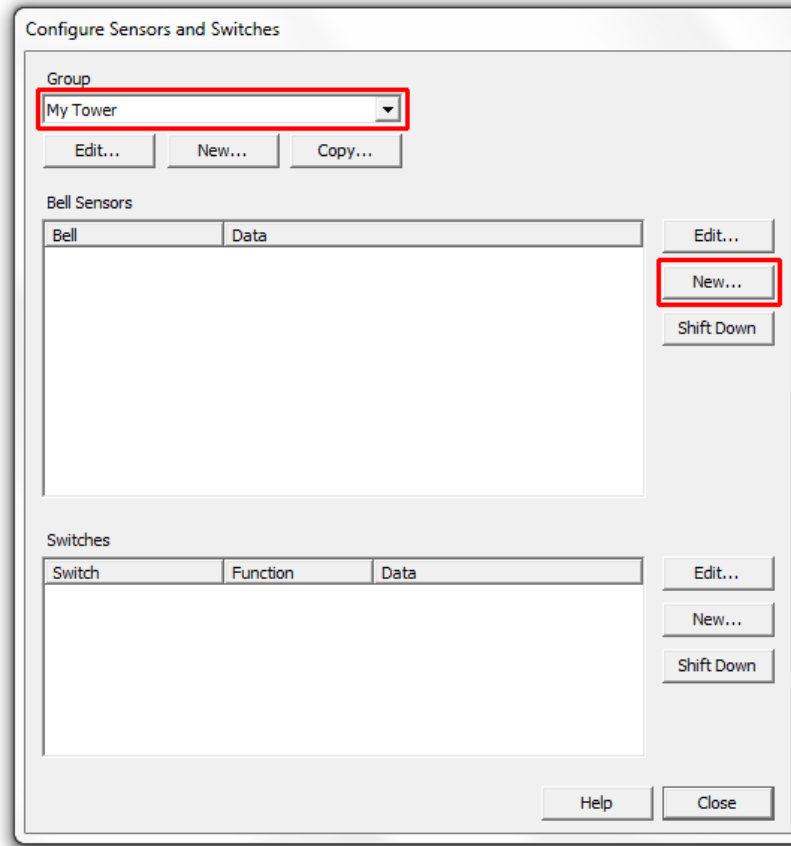 Configure Sensors and Switches
Group
My Tower
Edit... New... Copy...
Bell Sensors
Bell Data Edit...
New...
Shift Down
Switches
Switch Function Data Edit...
New...
Shift Down
Help Close